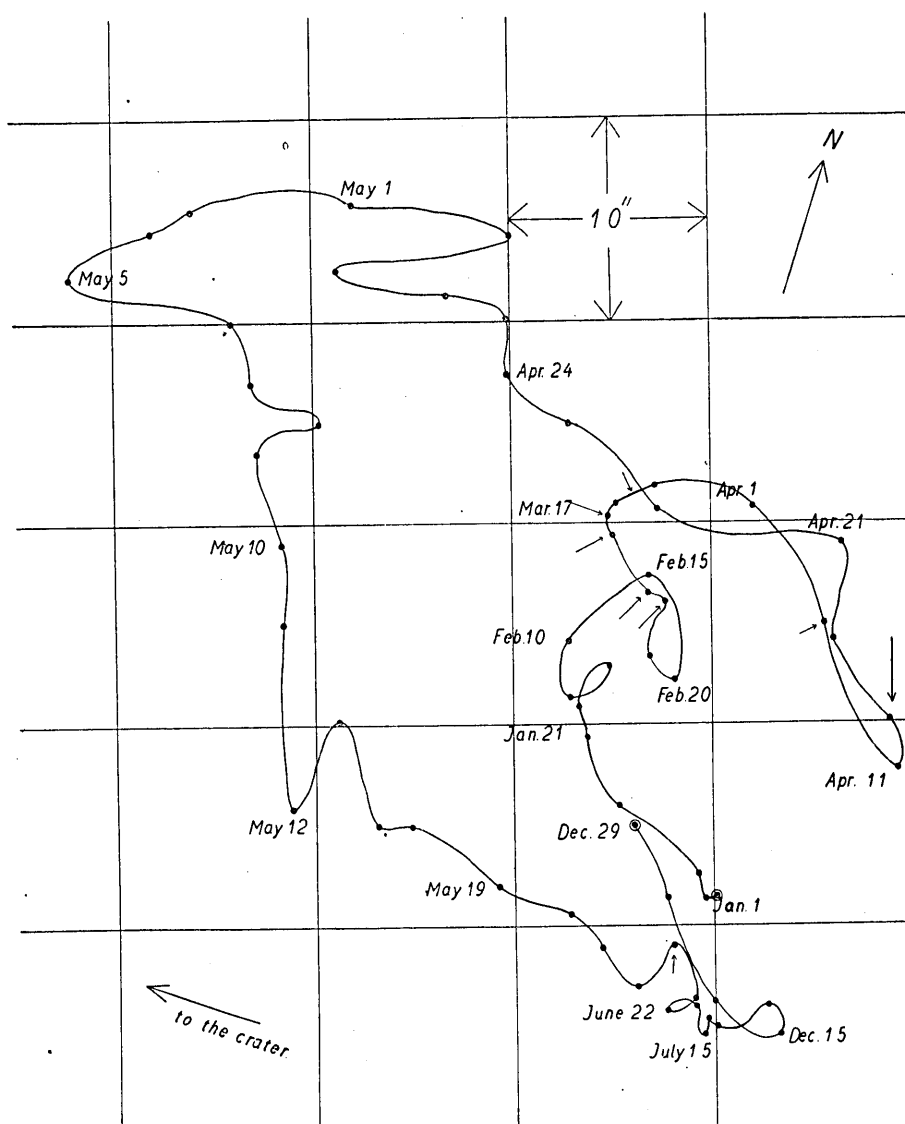 N
May 1
10"
May 5
Apr. 24
Apr. 1
Mar. 17
Apr. 21
May 10
Feb. 15
Feb. 10
Feb. 20
Jan. 21
Apr. 11
May 12
Dec. 29
May 19
Jan. 1
to the crater
June 22
July 15
Dec. 15